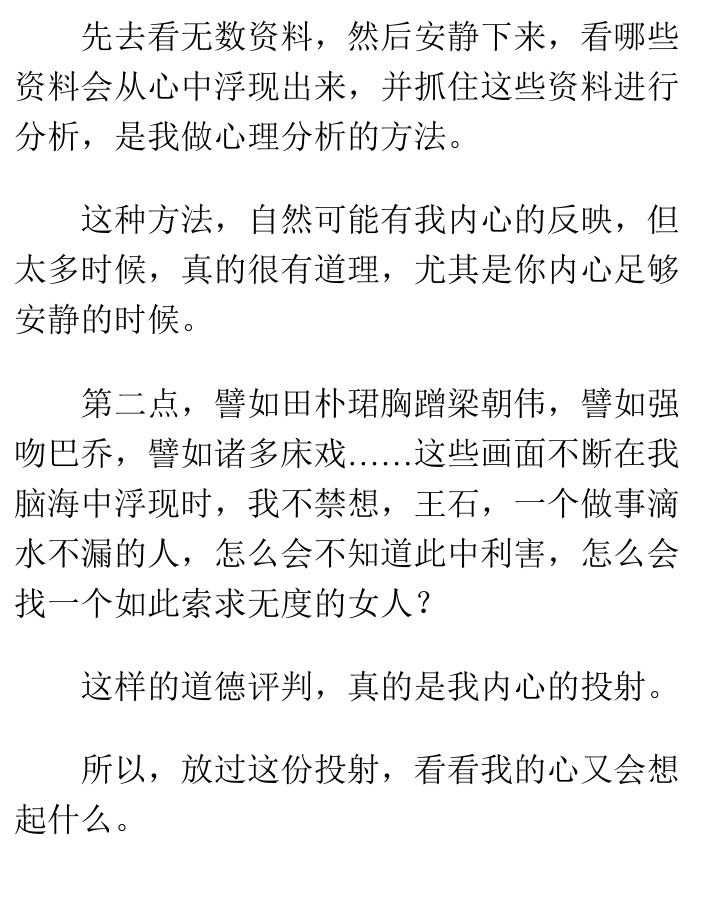 先去看无数资料，然后安静下来，看哪些
资料会从心中浮现出来，并抓住这些资料进行
分析，是我做心理分析的方法。
这种方法，自然可能有我内心的反映，但
太多时候，真的很有道理，尤其是你内心足够
安静的时候。
第二点，譬如田朴珺胸蹭梁朝伟，譬如强
吻巴乔，譬如诸多床戏……这些画面不断在我
脑海中浮现时，我不禁想，王石，一个做事滴
水不漏的人，怎么会不知道此中利害，怎么会
找一个如此索求无度的女人？
这样的道德评判，真的是我内心的投射。
所以，放过这份投射，看看我的心又会想
起什么。